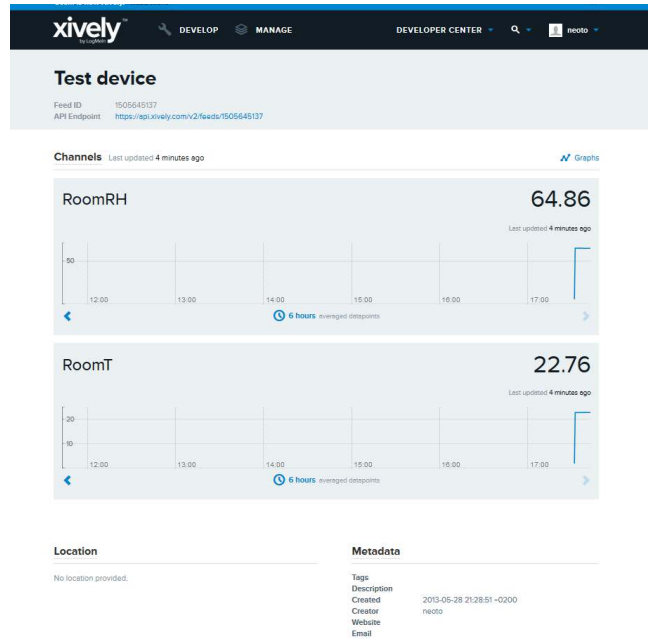 xively™ DEVELOP MANAGE DEVELOPER CENTER neoto
by LogMeIn
Test device
Feed ID 1505645137
API Endpoint https://api.xively.com/v2/feeds/1505645137
Channels Last updated 4 minutes ago Graphs
RoomRH 64.86
Last updated 4 minutes ago
50
12:00 13:00 14:00 15:00 16:00 17:00
6 hours averaged datapoints
RoomT 22.76
Last updated 4 minutes ago
20
10
12:00 13:00 14:00 15:00 16:00 17:00
6 hours averaged datapoints
Location Metadata
No location provided. Tags
Description
Created 2013-05-28 21:28:51 -0200
Creator neoto
Website
Email